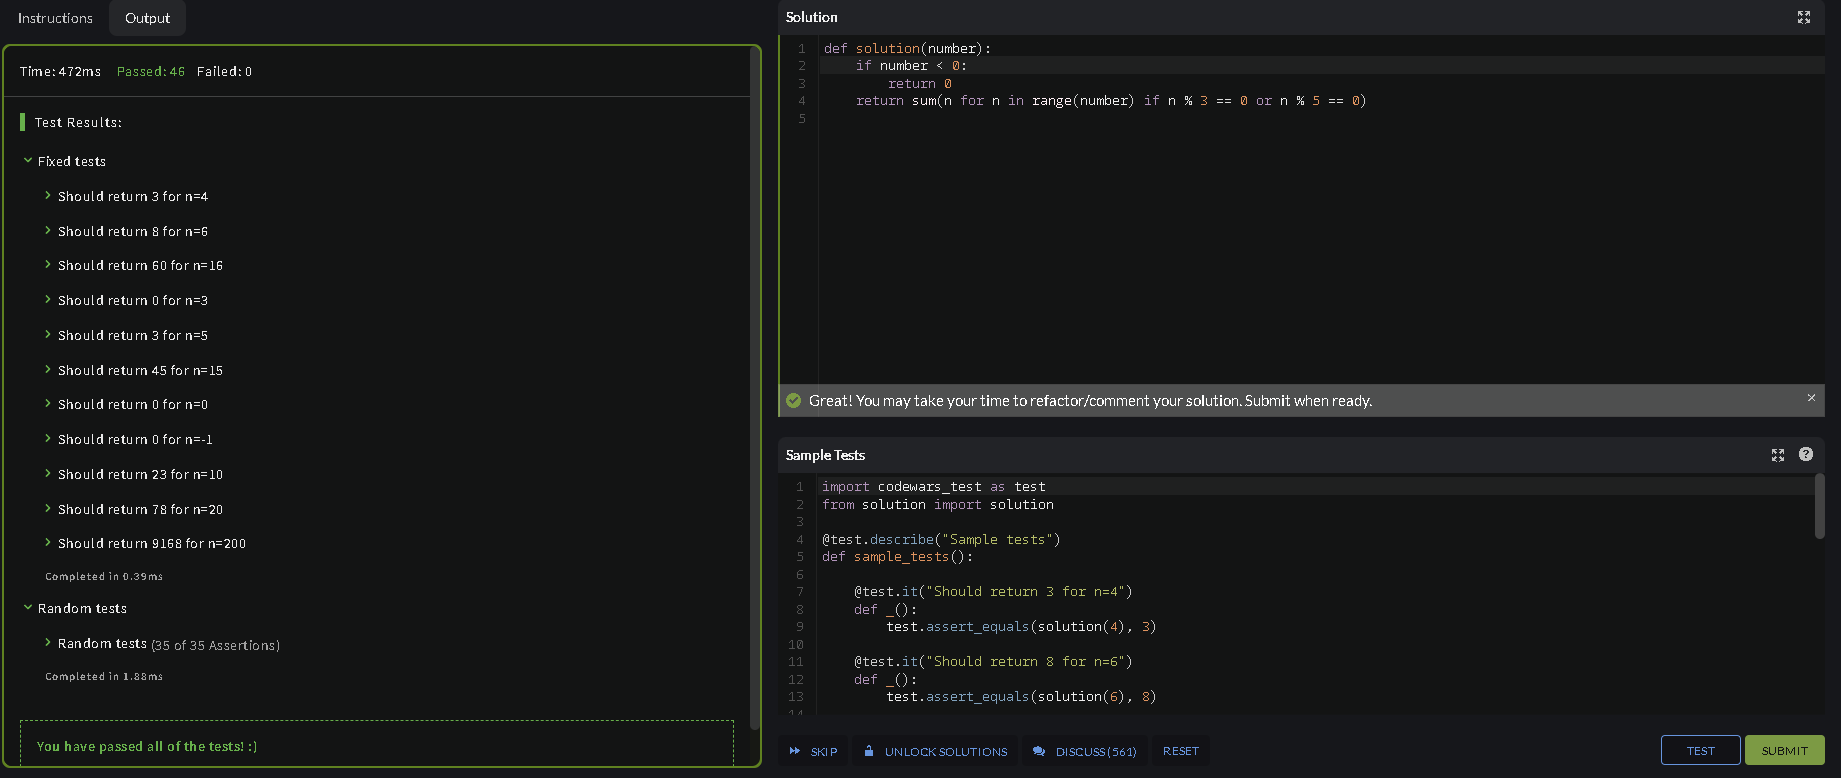 Instructions
Output
Time: 472ms Passed: 46 Failed: 0
Test Results:
Fixed tests
Should return 3 for n=4
Should return 8 for n=6
Should return 60 for n=16
Should return 0 for n=3
Should return 3 for n=5
Should return 45 for n=15
Should return 0 for n=0
Should return 0 for n=-1
Should return 23 for n=10
Should return 78 for n=20
Should return 9168 for n=200
Completed in 0.39ms
Random tests
Random tests (35 of 35 Assertions)
Completed in 1.88ms
You have passed all of the tests! :)
Solution
1 def solution(number):
2     if number < 0:
3         return 0
4     return sum(n for n in range(number) if n % 3 == 0 or n % 5 == 0)
5
Great! You may take your time to refactor/comment your solution. Submit when ready.
Sample Tests
1 import codewars_test as test
2 from solution import solution
3
4 @test.describe("Sample tests")
5 def sample_tests():
6
7     @test.it("Should return 3 for n=4")
8     def _():
9         test.assert_equals(solution(4), 3)
10
11     @test.it("Should return 8 for n=6")
12     def _():
13         test.assert_equals(solution(6), 8)
14
SKIP
UNLOCK SOLUTIONS
DISCUSS (561)
RESET
TEST
SUBMIT